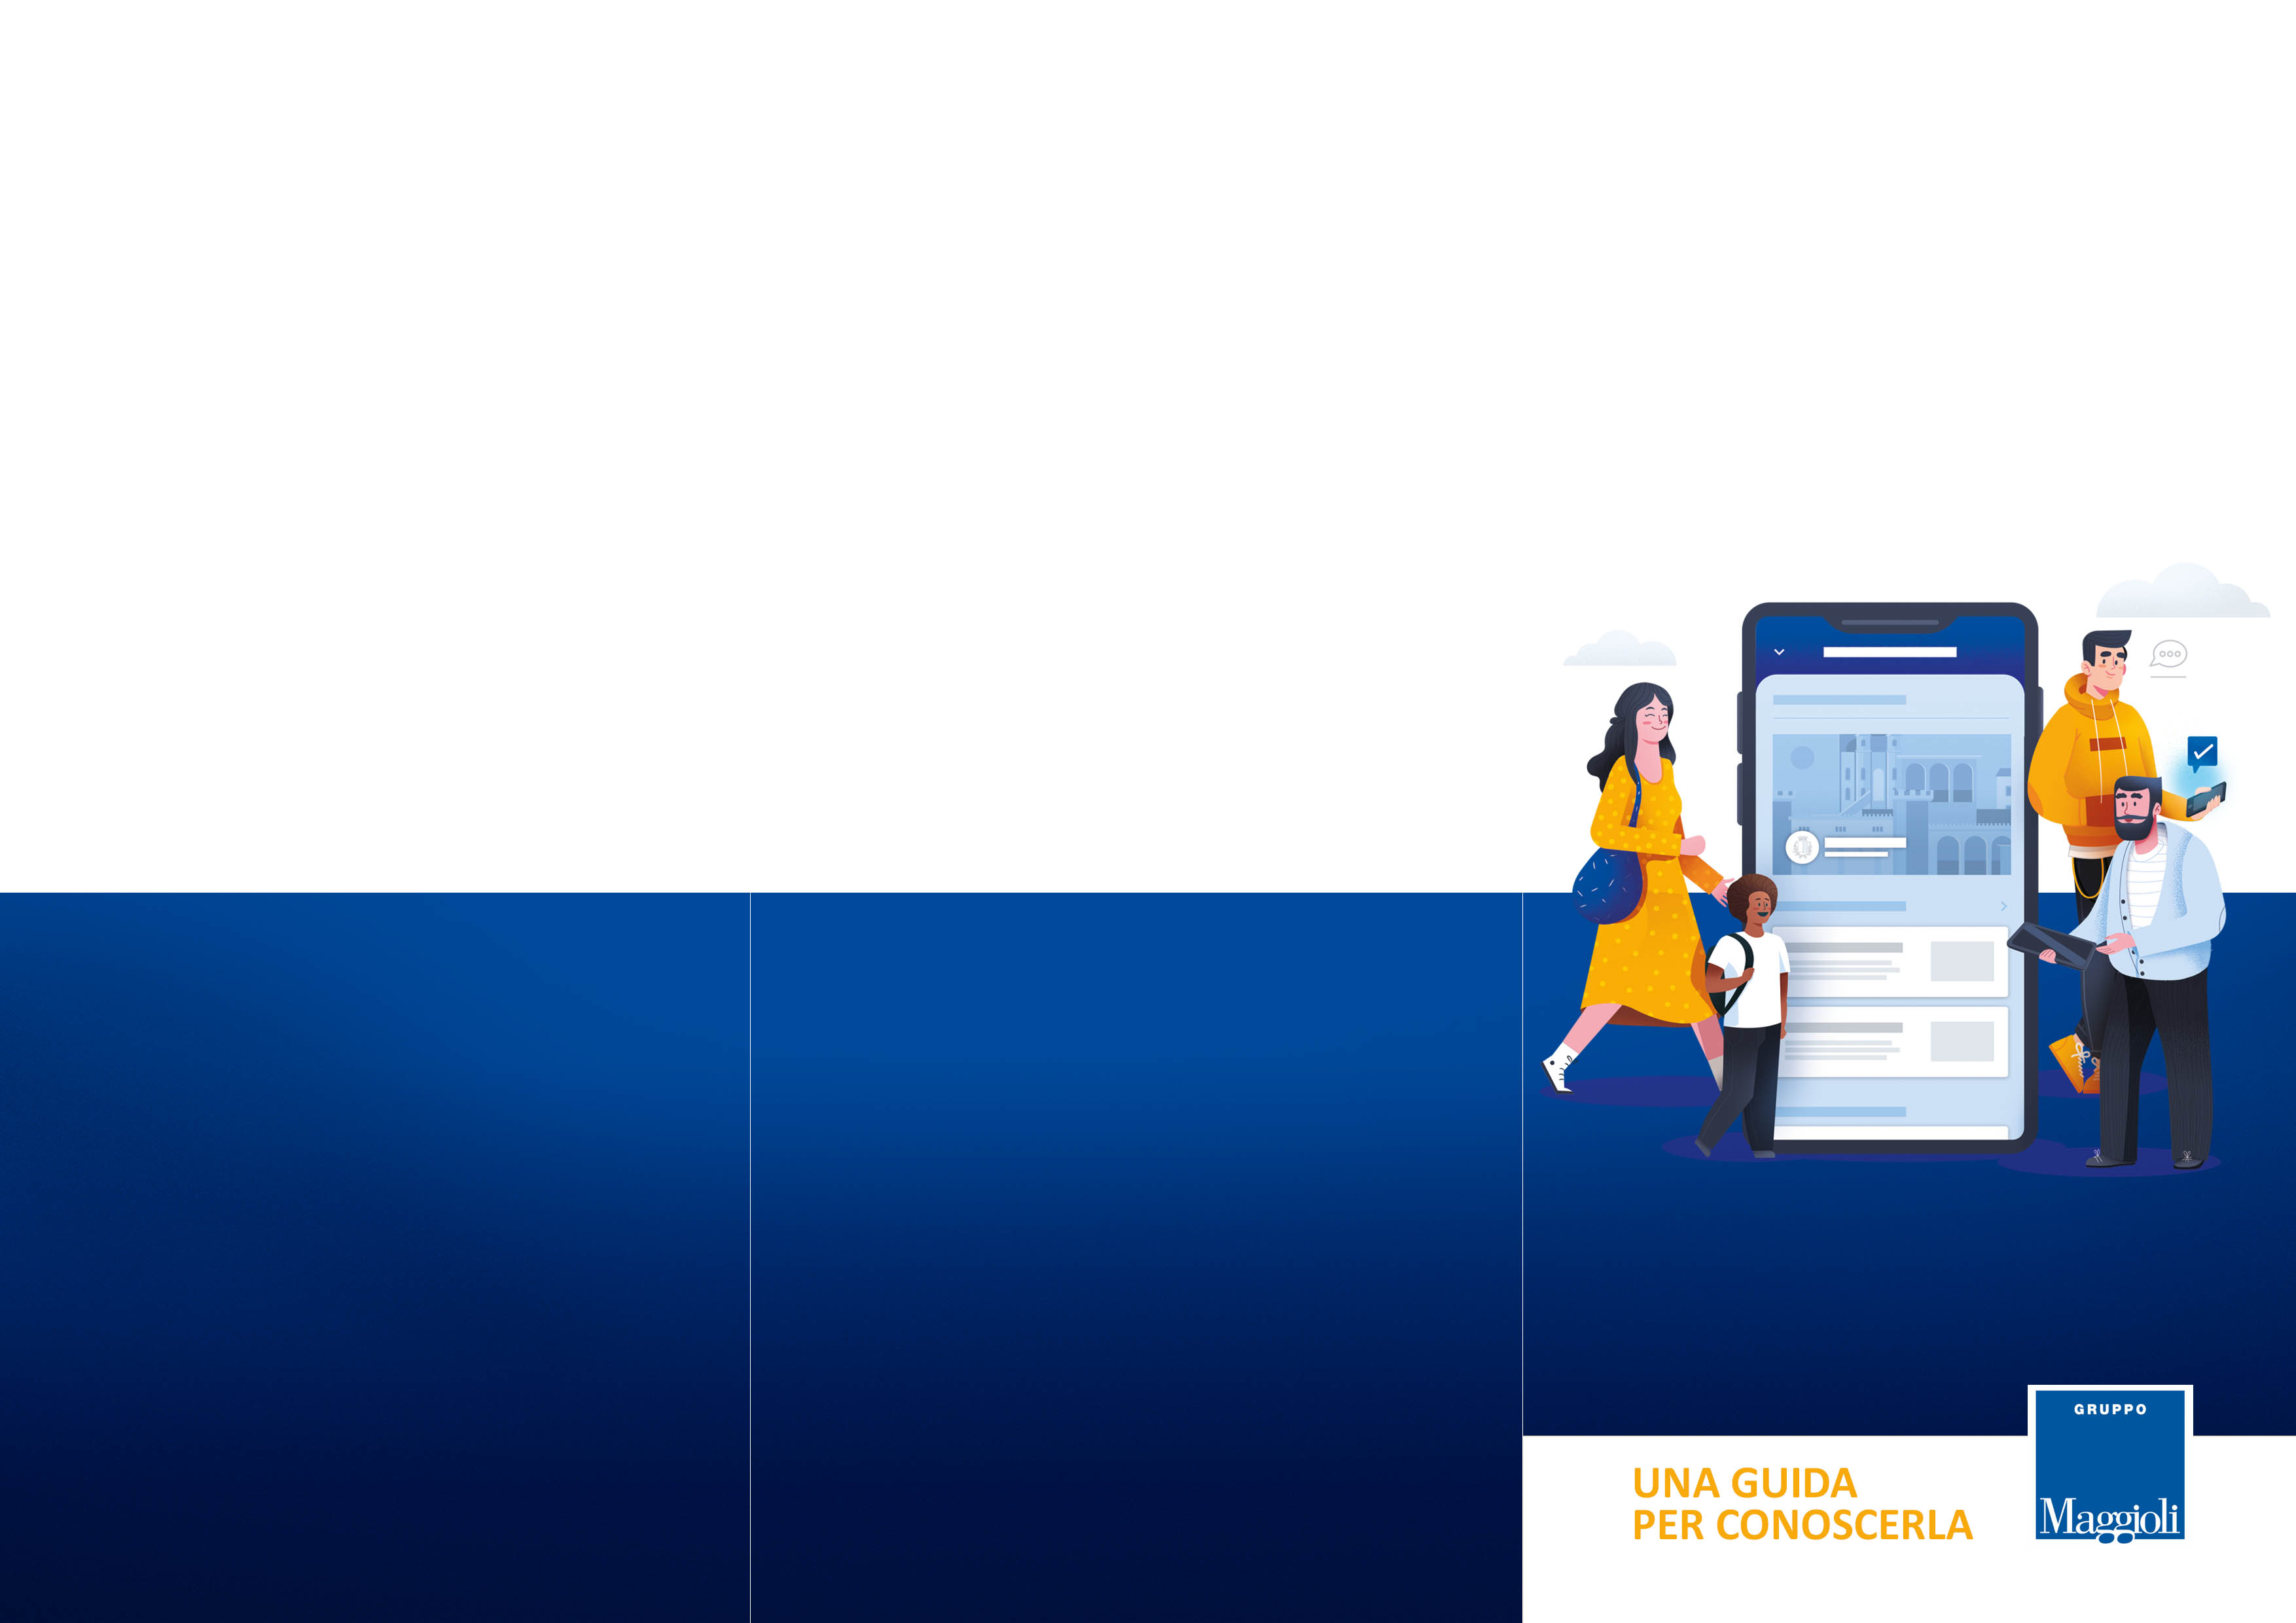 GRUPPO
Maggioli
UNA GUIDA
PER CONOSCERLA